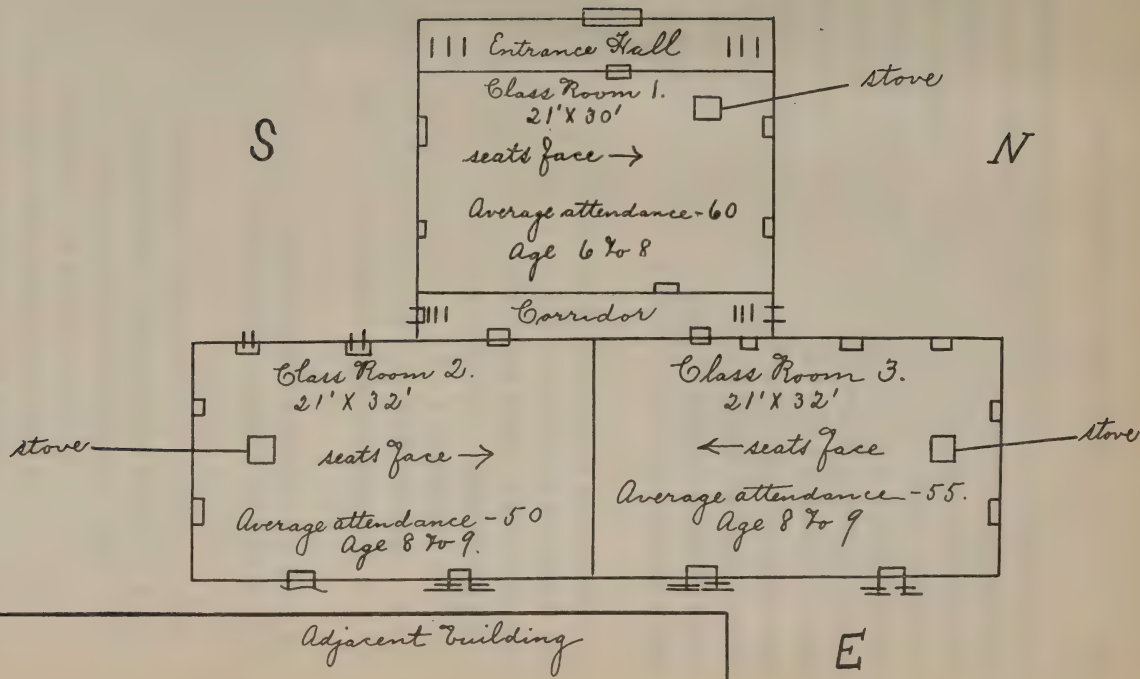 Entrance Hall
stove
Class Room 1.
21' X 30'
S
N
seats face →
Average attendance-60
Age 6 to 8
Corridor
Class Room 2.
21' X 32'
Class Room 3.
21' X 32'
stove
seats face →
← seats face
stove
Average attendance-50
Age 8 to 9.
Average attendance-55.
Age 8 to 9
Adjacent Building
E